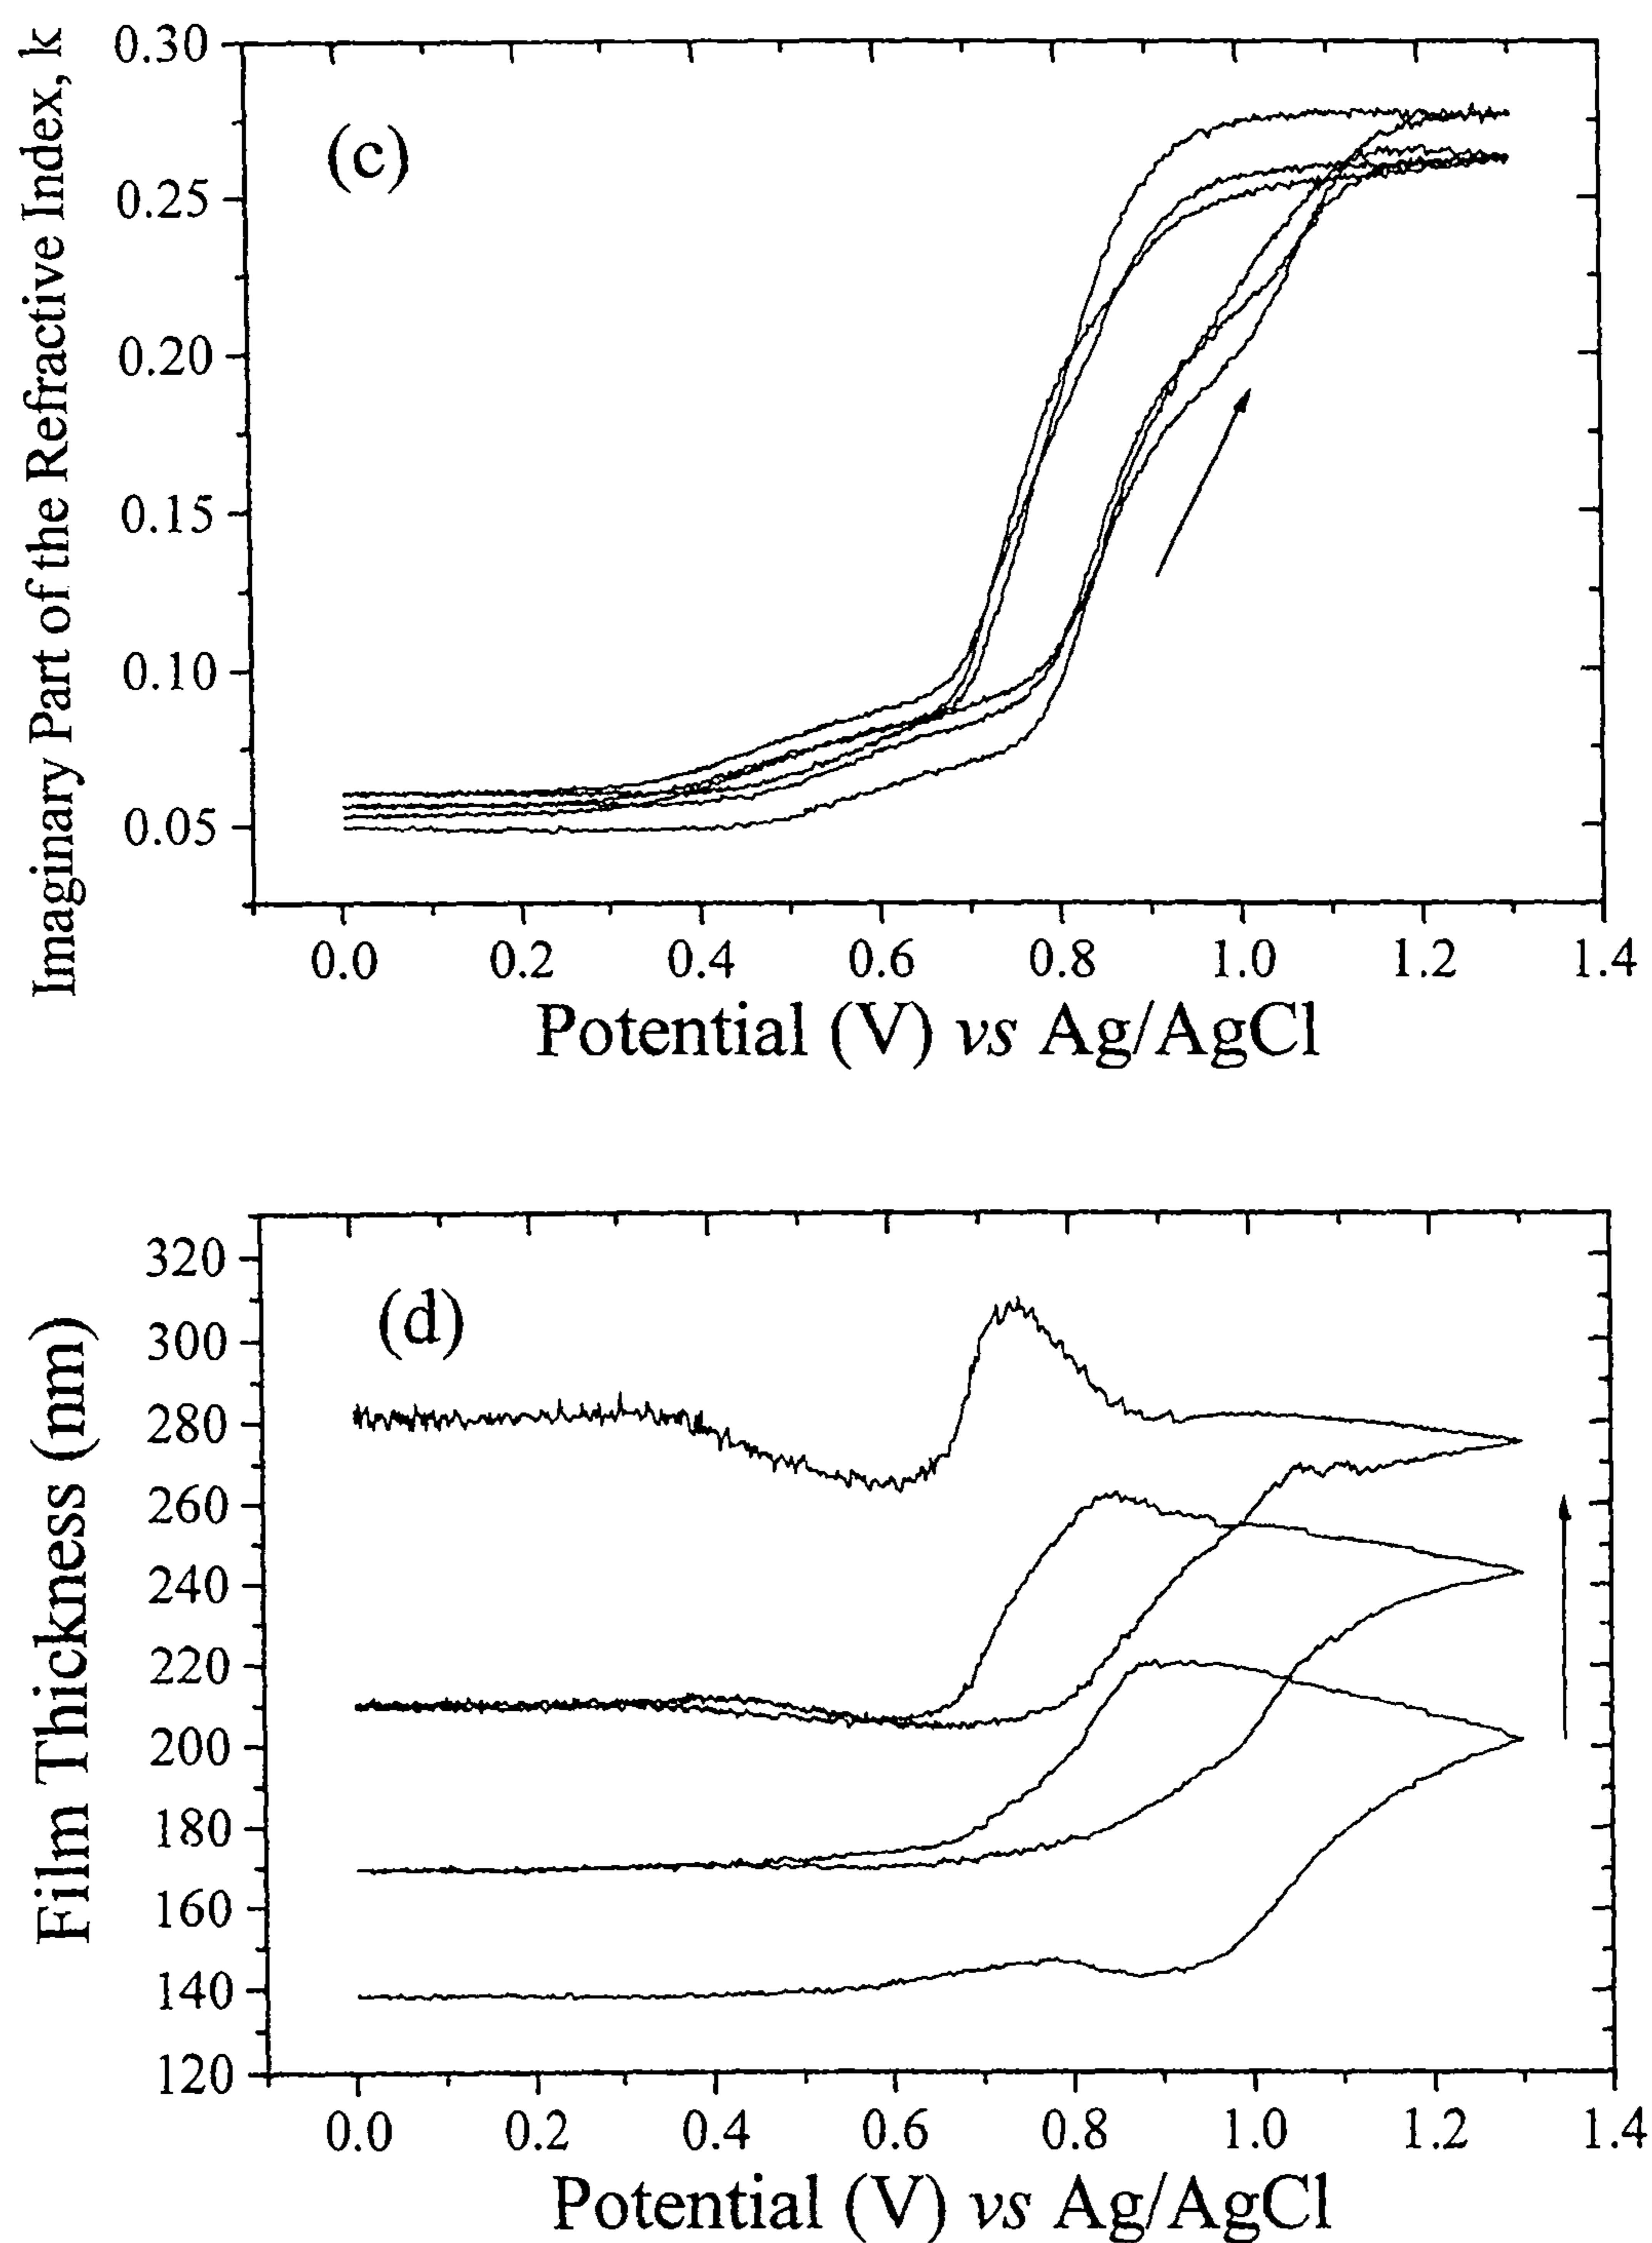 Imaginary Part of the Refractive Index, k
0.30
0.25
0.20
0.15
0.10
0.05
(c)
0.0 0.2 0.4 0.6 0.8 1.0 1.2 1.4
Potential (V) vs Ag/AgCl
Film Thickness (nm)
320
300
280
260
240
220
200
180
160
140
120
(d)
0.0 0.2 0.4 0.6 0.8 1.0 1.2 1.4
Potential (V) vs Ag/AgCl